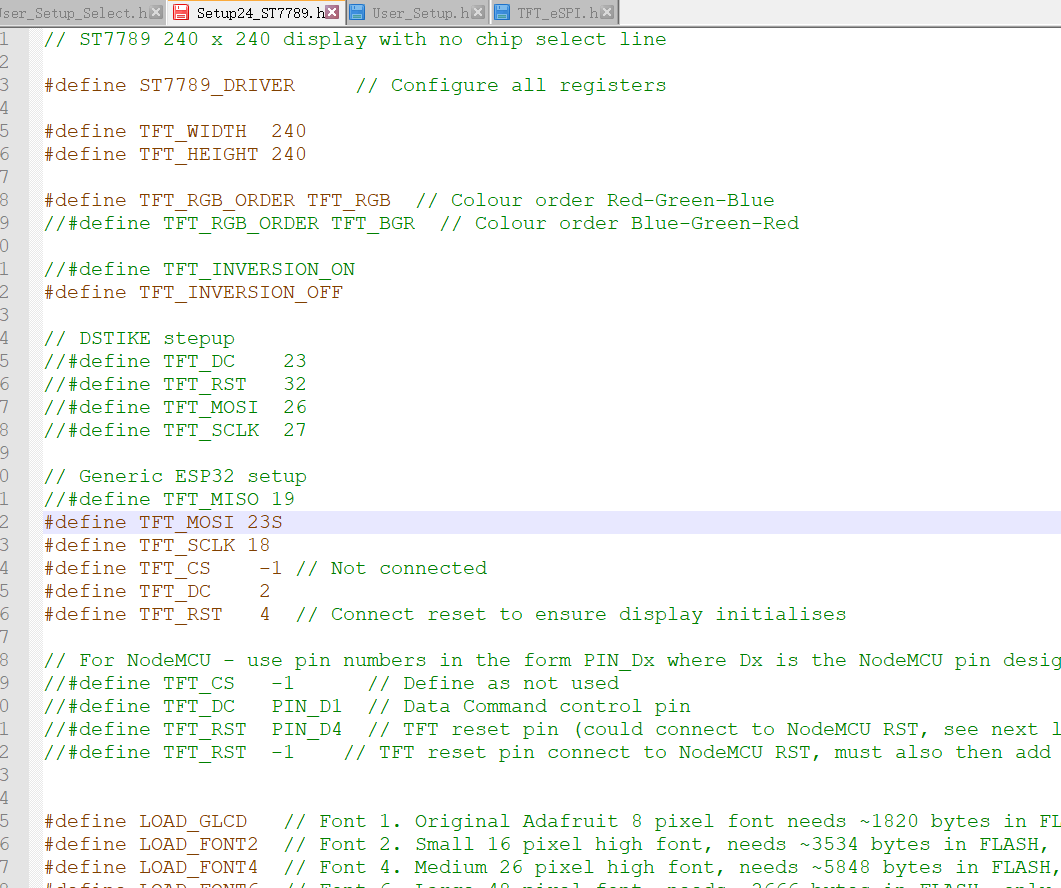 User_Setup_Select.h Setup24_ST7789.h User_Setup.h TFT_eSPI.h
1 // ST7789 240 x 240 display with no chip select line
2
3 #define ST7789_DRIVER // Configure all registers
4
5 #define TFT_WIDTH 240
6 #define TFT_HEIGHT 240
7
8 #define TFT_RGB_ORDER TFT_RGB // Colour order Red-Green-Blue
9 //#define TFT_RGB_ORDER TFT_BGR // Colour order Blue-Green-Red
0
1 //#define TFT_INVERSION_ON
2 #define TFT_INVERSION_OFF
3
4 // DSTIKE stepup
5 //#define TFT_DC 23
6 //#define TFT_RST 32
7 //#define TFT_MOSI 26
8 //#define TFT_SCLK 27
9
0 // Generic ESP32 setup
1 //#define TFT_MISO 19
2 #define TFT_MOSI 23S
3 #define TFT_SCLK 18
4 #define TFT_CS -1 // Not connected
5 #define TFT_DC 2
6 #define TFT_RST 4 // Connect reset to ensure display initialises
7
8 // For NodeMCU - use pin numbers in the form PIN_Dx where Dx is the NodeMCU pin desig
9 //#define TFT_CS -1 // Define as not used
0 //#define TFT_DC PIN_D1 // Data Command control pin
1 //#define TFT_RST PIN_D4 // TFT reset pin (could connect to NodeMCU RST, see next l
2 //#define TFT_RST -1 // TFT reset pin connect to NodeMCU RST, must also then add
3
4
5 #define LOAD_GLCD // Font 1. Original Adafruit 8 pixel font needs ~1820 bytes in FL
6 #define LOAD_FONT2 // Font 2. Small 16 pixel high font, needs ~3534 bytes in FLASH,
7 #define LOAD_FONT4 // Font 4. Medium 26 pixel high font, needs ~5848 bytes in FLASH,